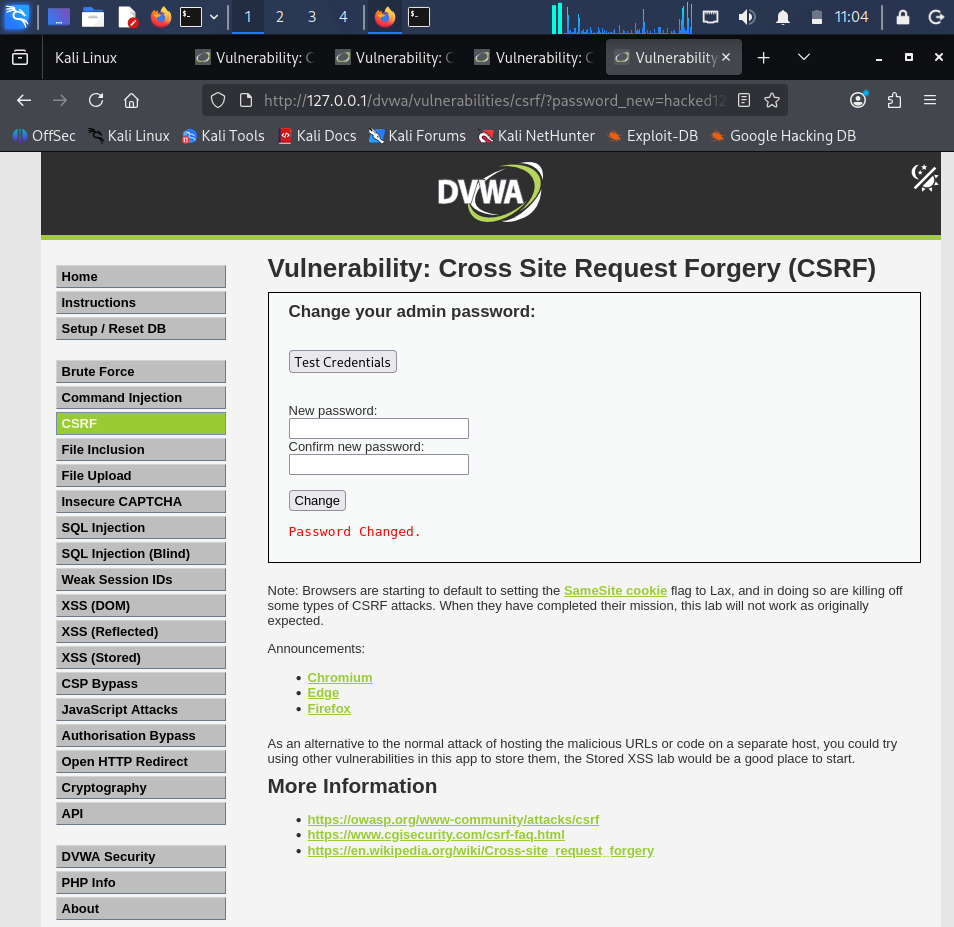 1 2 3 4 11:04
Kali Linux Vulnerability: C Vulnerability: C Vulnerability: C Vulnerability
http://127.0.0.1/dvwa/vulnerabilities/csrf/?password_new=hacked12
OffSec Kali Linux Kali Tools Kali Docs Kali Forums Kali NetHunter Exploit-DB Google Hacking DB
DVWA
Home
Instructions
Setup / Reset DB
Brute Force
Command Injection
CSRF
File Inclusion
File Upload
Insecure CAPTCHA
SQL Injection
SQL Injection (Blind)
Weak Session IDs
XSS (DOM)
XSS (Reflected)
XSS (Stored)
CSP Bypass
JavaScript Attacks
Authorisation Bypass
Open HTTP Redirect
Cryptography
API
DVWA Security
PHP Info
About
Vulnerability: Cross Site Request Forgery (CSRF)
Change your admin password:
Test Credentials
New password:
Confirm new password:
Change
Password Changed.
Note: Browsers are starting to default to setting the SameSite cookie flag to Lax, and in doing so are killing off
some types of CSRF attacks. When they have completed their mission, this lab will not work as originally
expected.
Announcements:
Chromium
Edge
Firefox
As an alternative to the normal attack of hosting the malicious URLs or code on a separate host, you could try
using other vulnerabilities in this app to store them, the Stored XSS lab would be a good place to start.
More Information
https://owasp.org/www-community/attacks/csrf
https://www.cgisecurity.com/csrf-faq.html
https://en.wikipedia.org/wiki/Cross-site_request_forgery